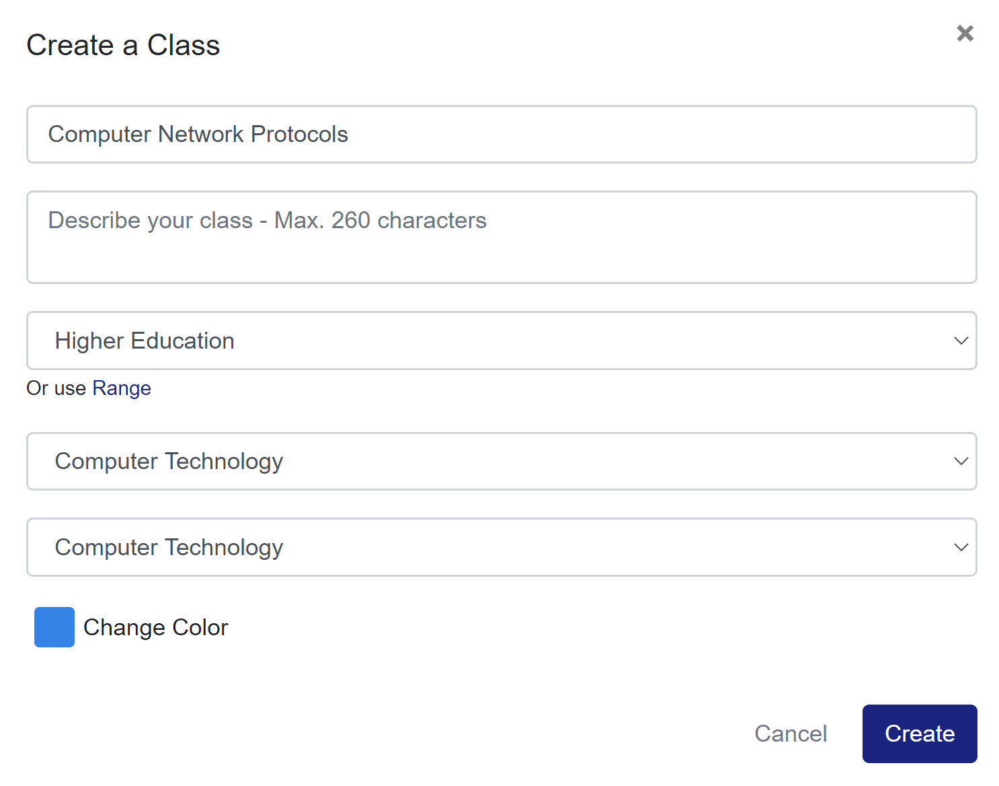 Create a Class
Computer Network Protocols
Describe your class - Max. 260 characters
Higher Education
Or use Range
Computer Technology
Computer Technology
Change Color
Cancel
Create